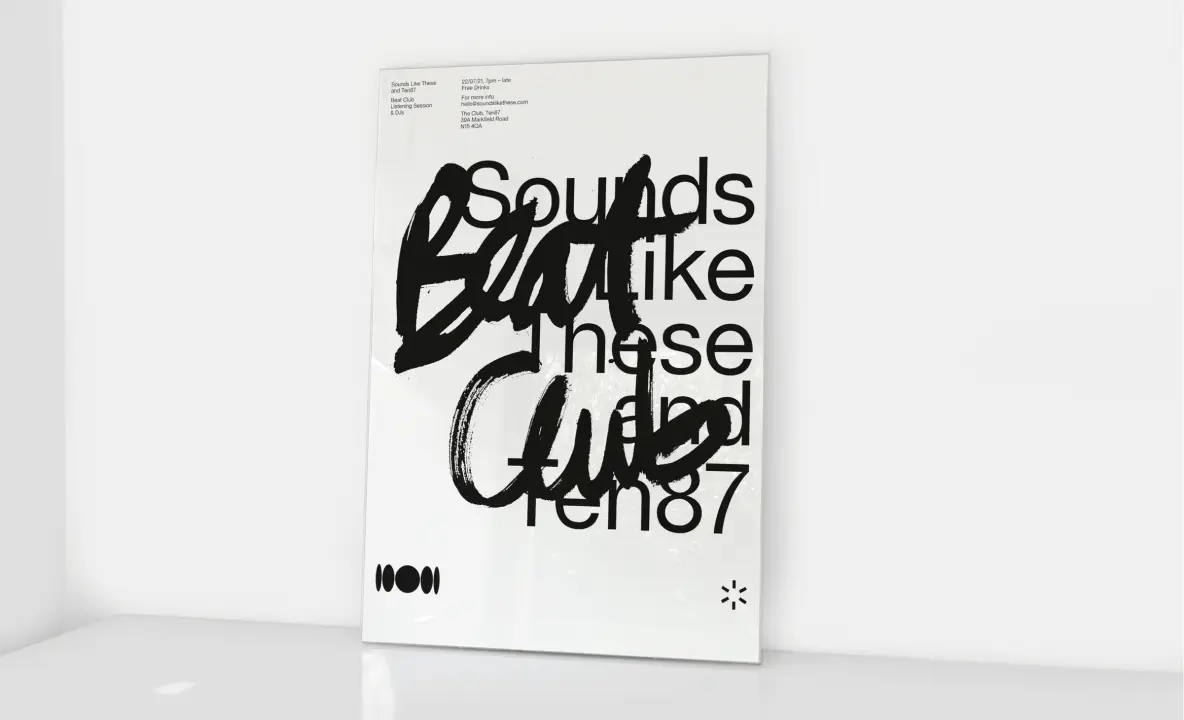 Sounds Like These
and Ten87
Beat Club
Listening Session
& DJs
22/07/21, 7pm – late
Free Drinks
For more info
hello@soundslikethese.com
The Club, Ten87
39A Markfield Road
N15 4QA
Sounds
Like
These
and
Ten87
Beat
Club